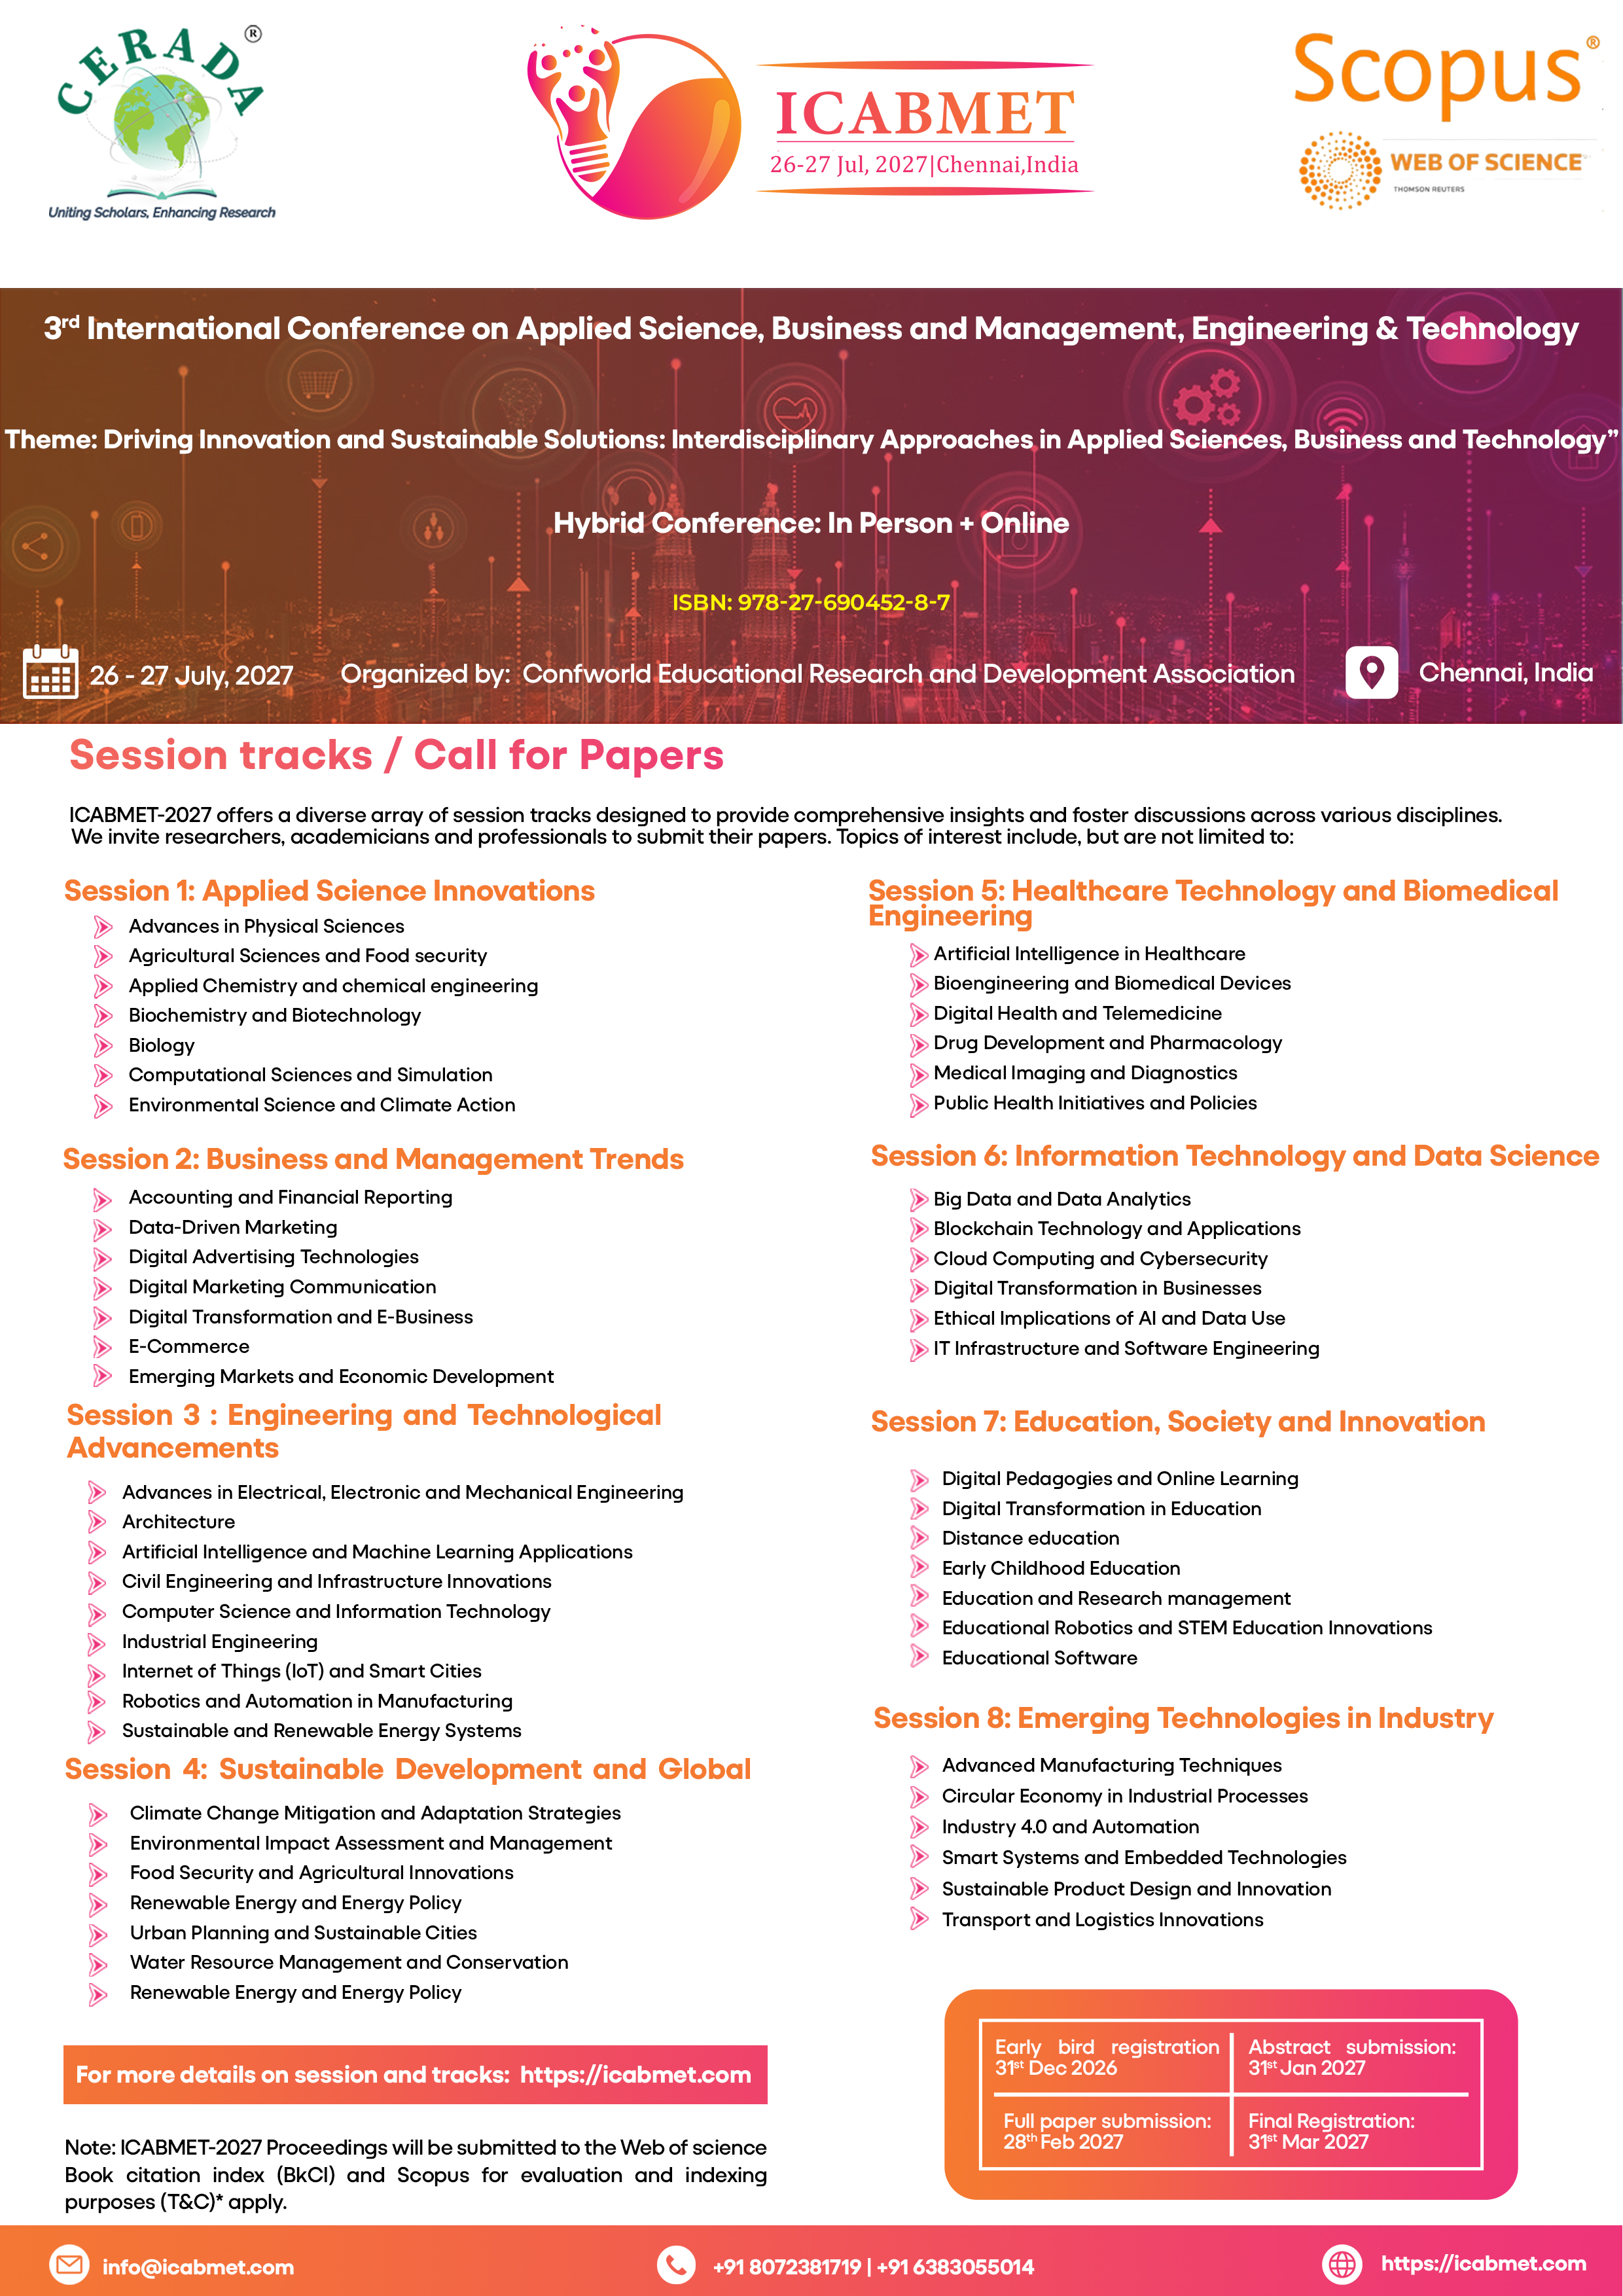 CERADA ®
Uniting Scholars, Enhancing Research
ICABMET
26-27 Jul, 2027|Chennai,India
Scopus®
WEB OF SCIENCE
THOMSON REUTERS
3rd International Conference on Applied Science, Business and Management, Engineering & Technology
Theme: Driving Innovation and Sustainable Solutions: Interdisciplinary Approaches in Applied Sciences, Business and Technology”
Hybrid Conference: In Person + Online
ISBN: 978-27-690452-8-7
26 - 27 July, 2027
Organized by: Confworld Educational Research and Development Association
Chennai, India
Session tracks / Call for Papers
ICABMET-2027 offers a diverse array of session tracks designed to provide comprehensive insights and foster discussions across various disciplines.
We invite researchers, academicians and professionals to submit their papers. Topics of interest include, but are not limited to:
Session 1: Applied Science Innovations
Advances in Physical Sciences
Agricultural Sciences and Food security
Applied Chemistry and chemical engineering
Biochemistry and Biotechnology
Biology
Computational Sciences and Simulation
Environmental Science and Climate Action
Session 2: Business and Management Trends
Accounting and Financial Reporting
Data-Driven Marketing
Digital Advertising Technologies
Digital Marketing Communication
Digital Transformation and E-Business
E-Commerce
Emerging Markets and Economic Development
Session 3 : Engineering and Technological
Advancements
Advances in Electrical, Electronic and Mechanical Engineering
Architecture
Artificial Intelligence and Machine Learning Applications
Civil Engineering and Infrastructure Innovations
Computer Science and Information Technology
Industrial Engineering
Internet of Things (IoT) and Smart Cities
Robotics and Automation in Manufacturing
Sustainable and Renewable Energy Systems
Session 4: Sustainable Development and Global
Climate Change Mitigation and Adaptation Strategies
Environmental Impact Assessment and Management
Food Security and Agricultural Innovations
Renewable Energy and Energy Policy
Urban Planning and Sustainable Cities
Water Resource Management and Conservation
Renewable Energy and Energy Policy
For more details on session and tracks: https://icabmet.com
Note: ICABMET-2027 Proceedings will be submitted to the Web of science
Book citation index (BkCI) and Scopus for evaluation and indexing
purposes (T&C)* apply.
Session 5: Healthcare Technology and Biomedical
Engineering
Artificial Intelligence in Healthcare
Bioengineering and Biomedical Devices
Digital Health and Telemedicine
Drug Development and Pharmacology
Medical Imaging and Diagnostics
Public Health Initiatives and Policies
Session 6: Information Technology and Data Science
Big Data and Data Analytics
Blockchain Technology and Applications
Cloud Computing and Cybersecurity
Digital Transformation in Businesses
Ethical Implications of AI and Data Use
IT Infrastructure and Software Engineering
Session 7: Education, Society and Innovation
Digital Pedagogies and Online Learning
Digital Transformation in Education
Distance education
Early Childhood Education
Education and Research management
Educational Robotics and STEM Education Innovations
Educational Software
Session 8: Emerging Technologies in Industry
Advanced Manufacturing Techniques
Circular Economy in Industrial Processes
Industry 4.0 and Automation
Smart Systems and Embedded Technologies
Sustainable Product Design and Innovation
Transport and Logistics Innovations
Early bird registration
31st Dec 2026
Abstract submission:
31st Jan 2027
Full paper submission:
28th Feb 2027
Final Registration:
31st Mar 2027
info@icabmet.com
+91 8072381719 | +91 6383055014
https://icabmet.com